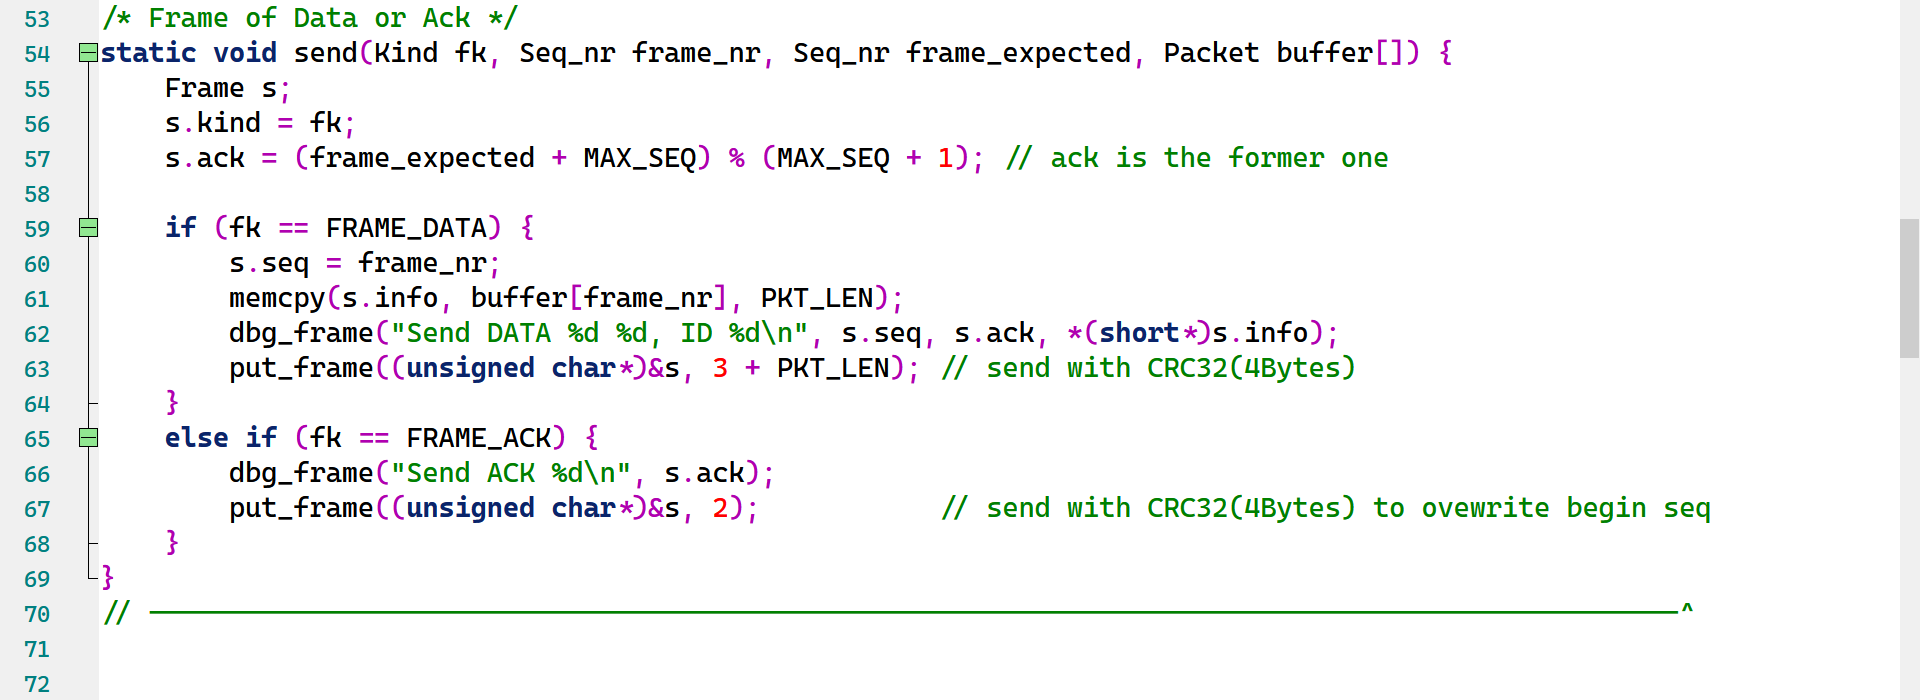 53 /* Frame of Data or Ack */
54 static void send(Kind fk, Seq_nr frame_nr, Seq_nr frame_expected, Packet buffer[]) {
55     Frame s;
56     s.kind = fk;
57     s.ack = (frame_expected + MAX_SEQ) % (MAX_SEQ + 1); // ack is the former one
58
59     if (fk == FRAME_DATA) {
60         s.seq = frame_nr;
61         memcpy(s.info, buffer[frame_nr], PKT_LEN);
62         dbg_frame("Send DATA %d %d, ID %d\n", s.seq, s.ack, *(short*)s.info);
63         put_frame((unsigned char*)&s, 3 + PKT_LEN); // send with CRC32(4Bytes)
64     }
65     else if (fk == FRAME_ACK) {
66         dbg_frame("Send ACK %d\n", s.ack);
67         put_frame((unsigned char*)&s, 2);           // send with CRC32(4Bytes) to ovewrite begin seq
68     }
69 }
70 // ———————————————————————————————————————————————^
71
72